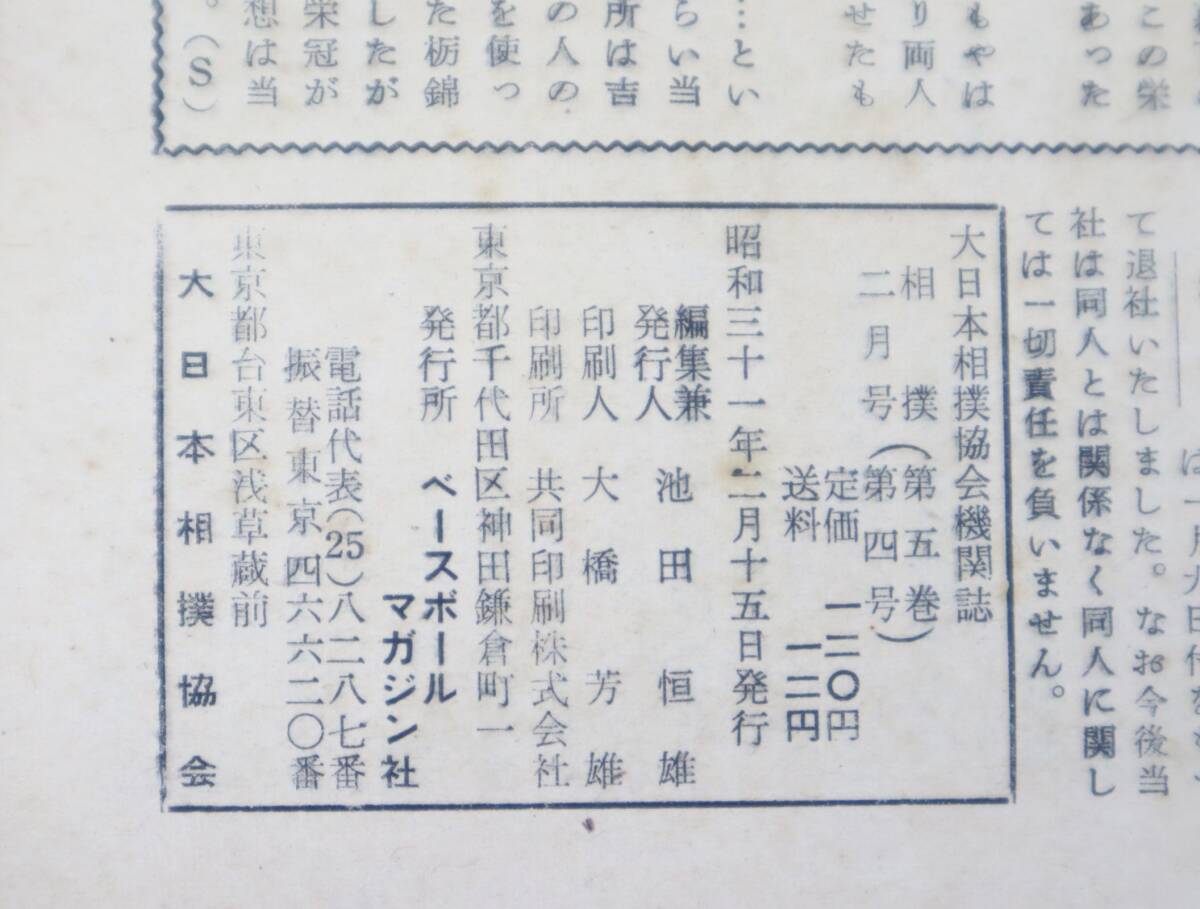 この栄
あった
もやは
り両人
せたも
…とい
らい当
所は吉
の人の
を使っ
た栃錦
したが
栄冠が
想は当
。(S)
て退社いたしました。なお今後当
社は同人とは関係なく同人に関し
ては一切責任を負いません。
大日本相撲協会機関誌
相撲(第五巻)
二月号(第四号)
定価 一二〇円
送料 一二円
昭和三十一年二月十五日発行
編集兼
発行人 池田恒雄
印刷人 大橋芳雄
印刷所 共同印刷株式会社
東京都千代田区神田鎌倉町一
発行所 ベースボール
マガジン社
電話代表(25)八二八七番
振替東京四六六二〇番
東京都台東区浅草蔵前
大日本相撲協会